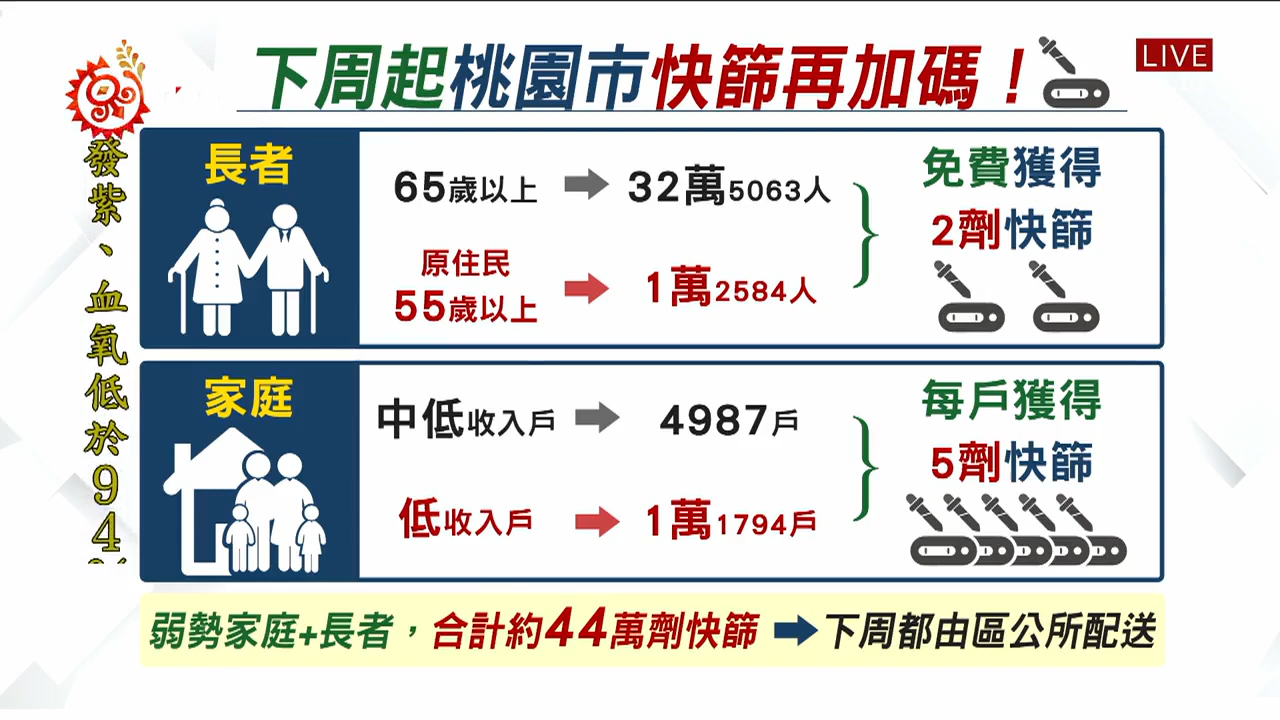 下周起桃園市快篩再加碼！
LIVE
發紫、血氧低於94%
長者
65歲以上 32萬5063人
原住民
55歲以上 1萬2584人
免費獲得
2劑快篩
家庭
中低收入戶 4987戶
低收入戶 1萬1794戶
每戶獲得
5劑快篩
弱勢家庭+長者，合計約44萬劑快篩 下周都由區公所配送